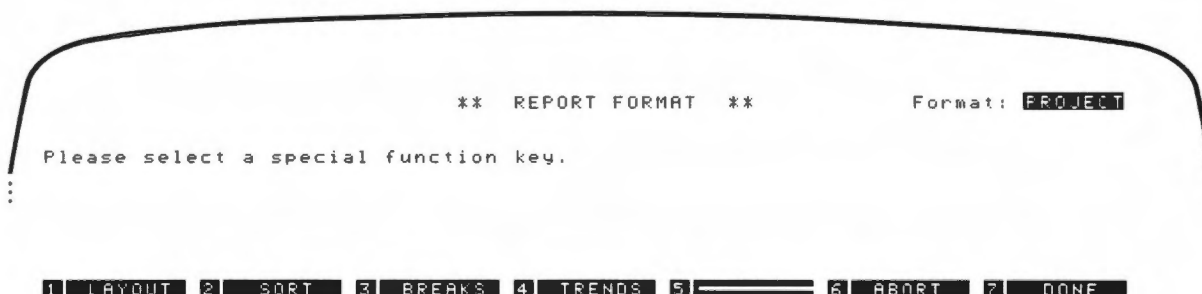 ** REPORT FORMAT ** Format: PROJECT
Please select a special function key.
1 LAYOUT 2 SORT 3 BREAKS 4 TRENDS 5 6 ABORT 7 DONE